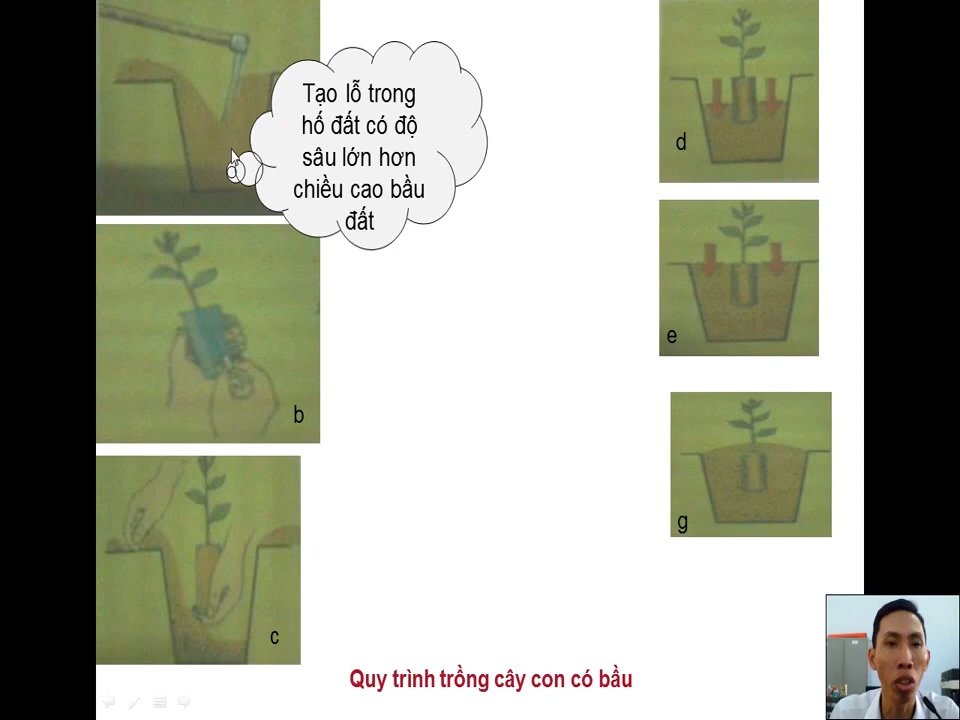 Tạo lỗ trong
hố đất có độ
sâu lớn hơn
chiều cao bầu
đất
d
b
e
c
g
Quy trình trồng cây con có bầu